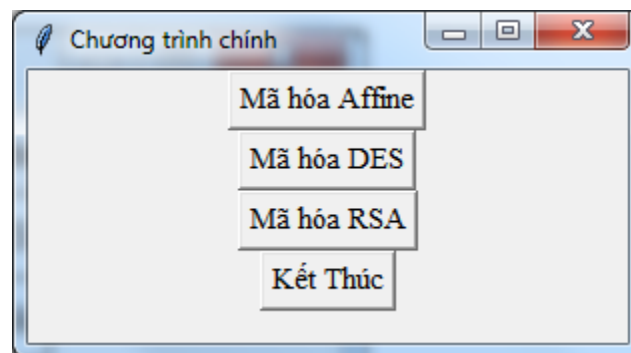 Chương trình chính
Mã hóa Affine
Mã hóa DES
Mã hóa RSA
Kết Thúc